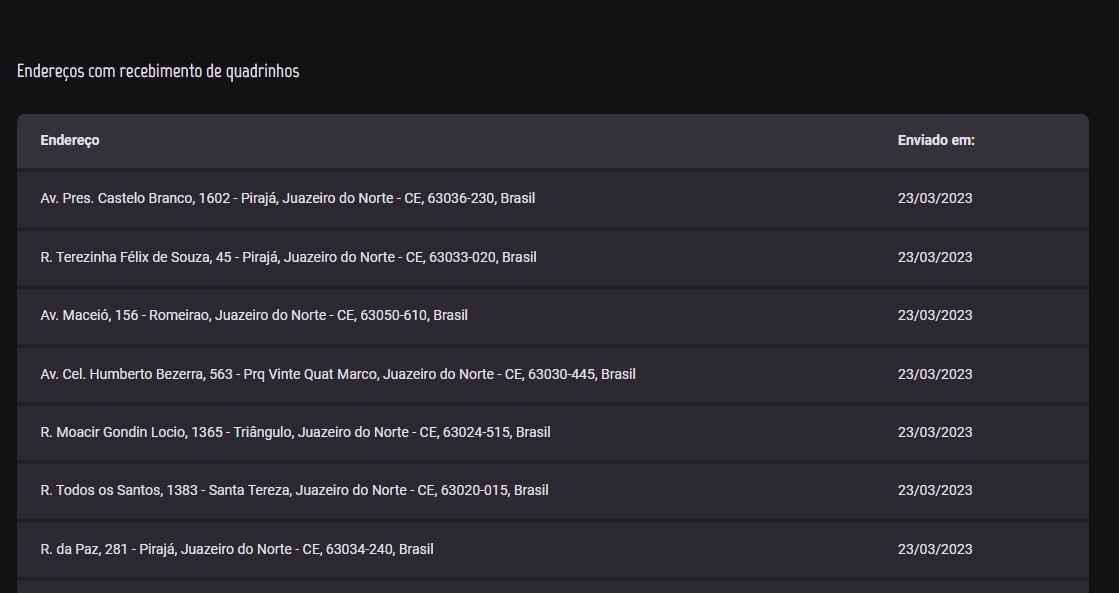 Endereços com recebimento de quadrinhos
Endereço Enviado em:
Av. Pres. Castelo Branco, 1602 - Pirajá, Juazeiro do Norte - CE, 63036-230, Brasil 23/03/2023
R. Terezinha Félix de Souza, 45 - Pirajá, Juazeiro do Norte - CE, 63033-020, Brasil 23/03/2023
Av. Maceió, 156 - Romeirao, Juazeiro do Norte - CE, 63050-610, Brasil 23/03/2023
Av. Cel. Humberto Bezerra, 563 - Prq Vinte Quat Marco, Juazeiro do Norte - CE, 63030-445, Brasil 23/03/2023
R. Moacir Gondin Locio, 1365 - Triângulo, Juazeiro do Norte - CE, 63024-515, Brasil 23/03/2023
R. Todos os Santos, 1383 - Santa Tereza, Juazeiro do Norte - CE, 63020-015, Brasil 23/03/2023
R. da Paz, 281 - Pirajá, Juazeiro do Norte - CE, 63034-240, Brasil 23/03/2023